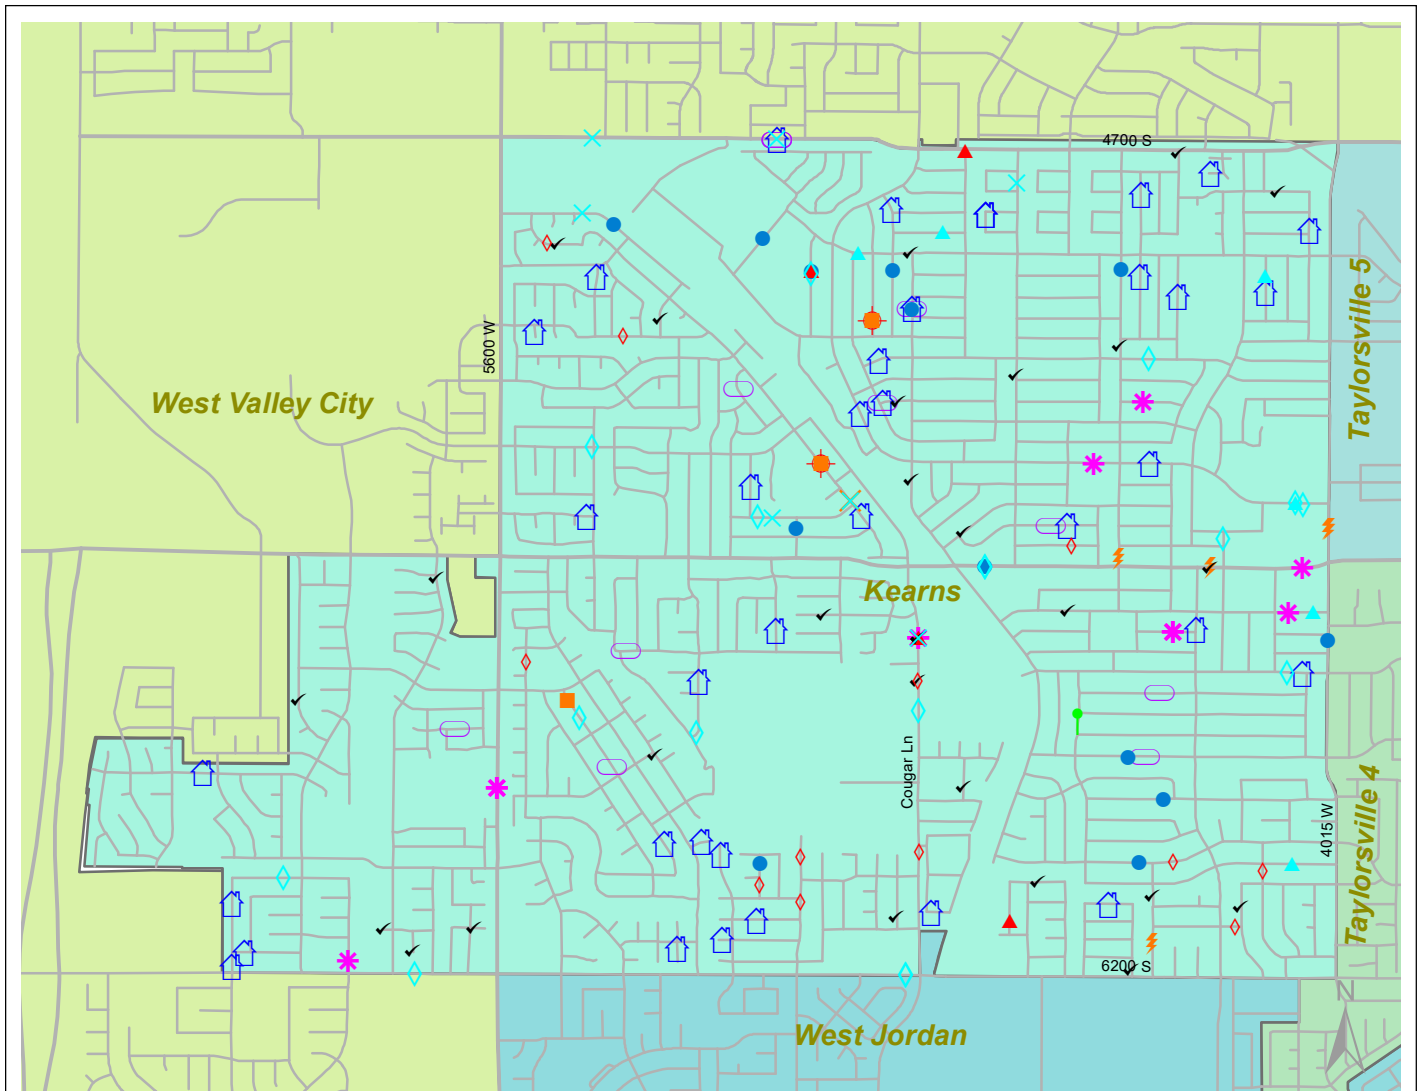 4700 S
Taylorsville 5
5600 W
West Valley City
Kearns
Cougar Ln
Taylorsville 4
4015 W
6200 S
N
West Jordan